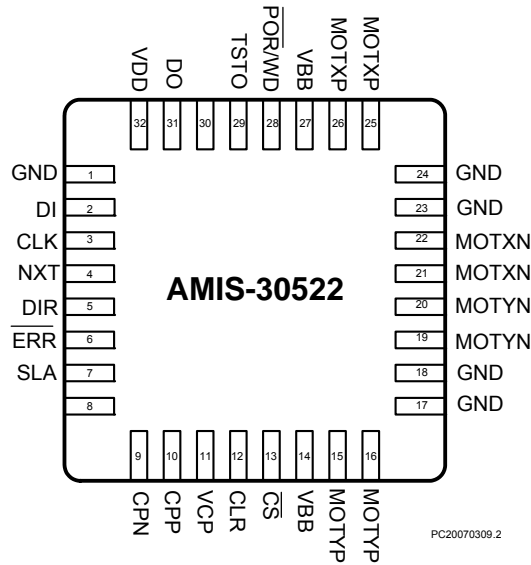 VDD
DO
TSTO
POR/WD
VBB
MOTXP
MOTXP
32
31
30
29
28
27
26
25
GND 1
DI 2
CLK 3
NXT 4
DIR 5
ERR 6
SLA 7
8
AMIS-30522
24 GND
23 GND
22 MOTXN
21 MOTXN
20 MOTYN
19 MOTYN
18 GND
17 GND
9
10
11
12
13
14
15
16
CPN
CPP
VCP
CLR
CS
VBB
MOTYP
MOTYP
PC20070309.2